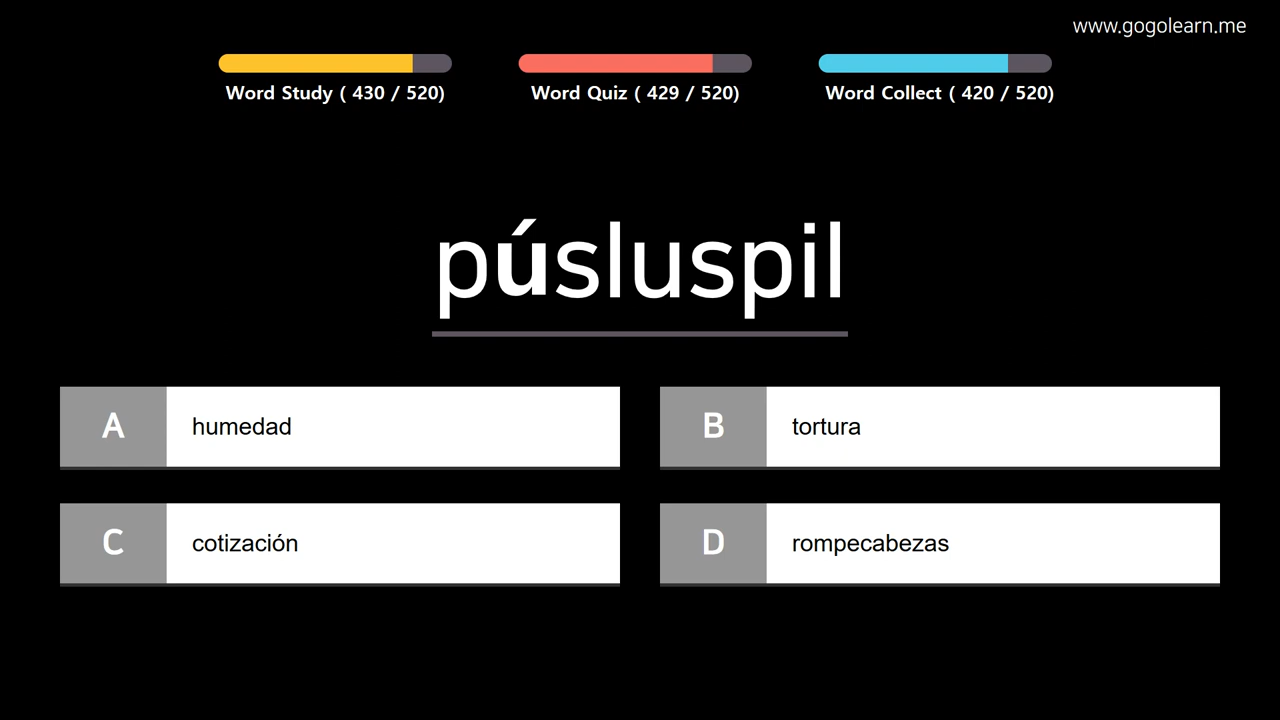 www.gogolearn.me
Word Study ( 430 / 520)
Word Quiz ( 429 / 520)
Word Collect ( 420 / 520)
púsluspil
A humedad
B tortura
C cotización
D rompecabezas